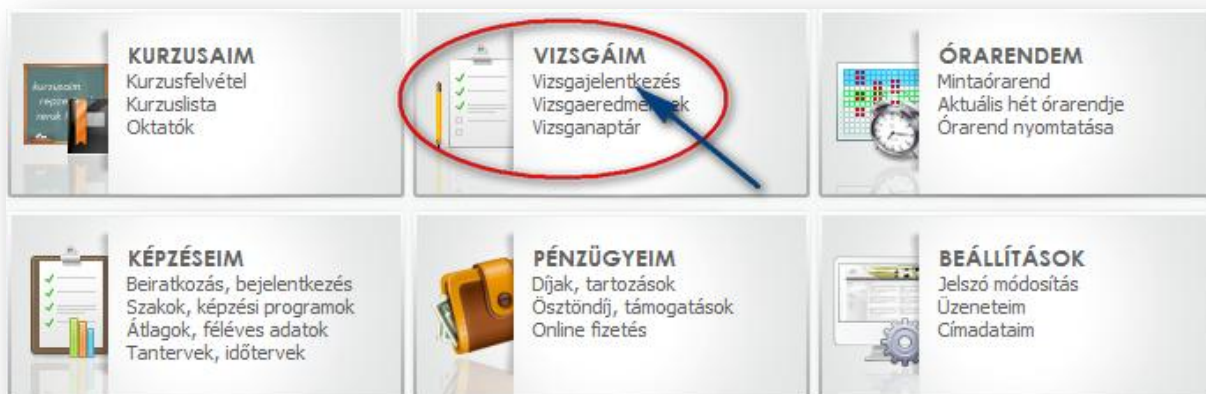 KURZUSAIM
Kurzusfelvétel
Kurzuslista
Oktatók
VIZSGÁIM
Vizsgajelentkezés
Vizsgaeredmények
Vizsganaptár
ÓRARENDEM
Mintaórarend
Aktuális hét órarendje
Órarend nyomtatása
KÉPZÉSEIM
Beiratkozás, bejelentkezés
Szakok, képzési programok
Átlagok, féléves adatok
Tantervek, időtervek
PÉNZÜGYEIM
Díjak, tartozások
Ösztöndíj, támogatások
Online fizetés
BEÁLLÍTÁSOK
Jelszó módosítás
Üzeneteim
Címadataim